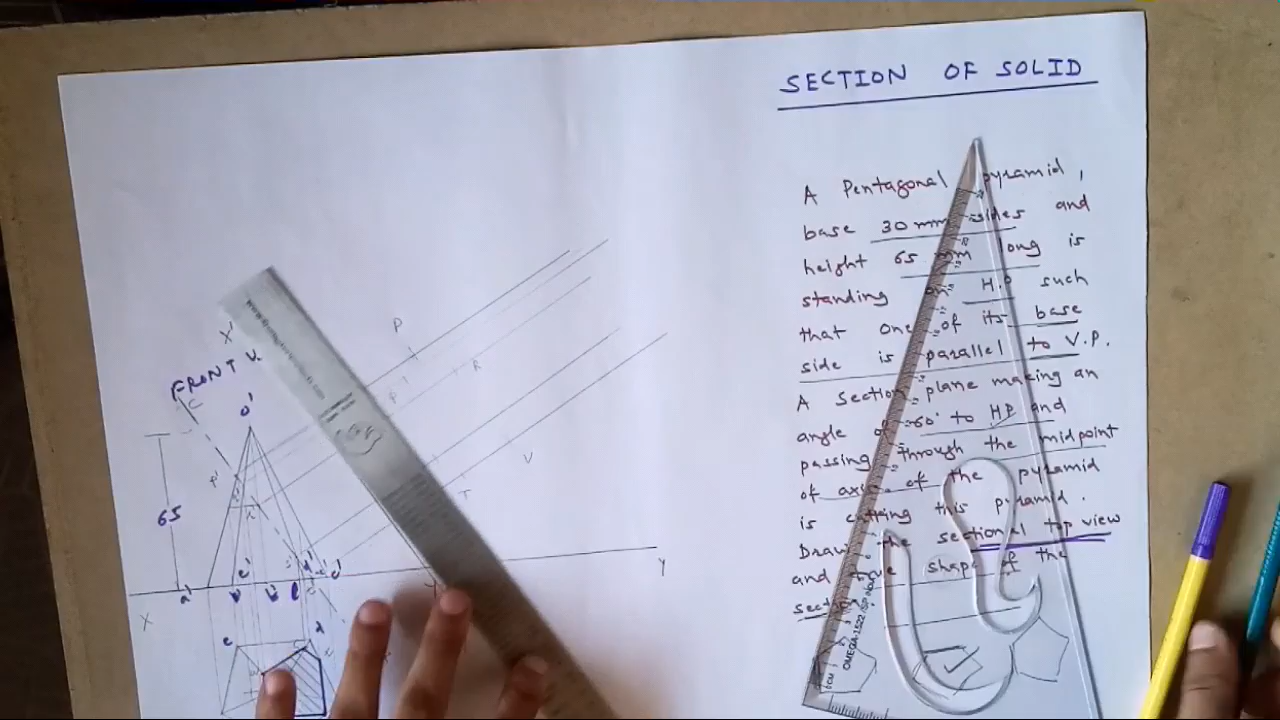 SECTION OF SOLID
A Pentagonal pyramid,
base 30 mm sides and
height 65 mm long is
standing on H.P such
that one of its base
side is parallel to V.P.
A section plane making an
angle of 60° to HP and
passing through the midpoint
of axis of the pyramid
is cutting this pyramid.
Draw the sectional top view
and true shape of the
section
FRONT V.
X'
P
R
P
o'
V
T
65
p'
e'
d'
a'
X
Y
e
d
OMEGA-1522
0CM